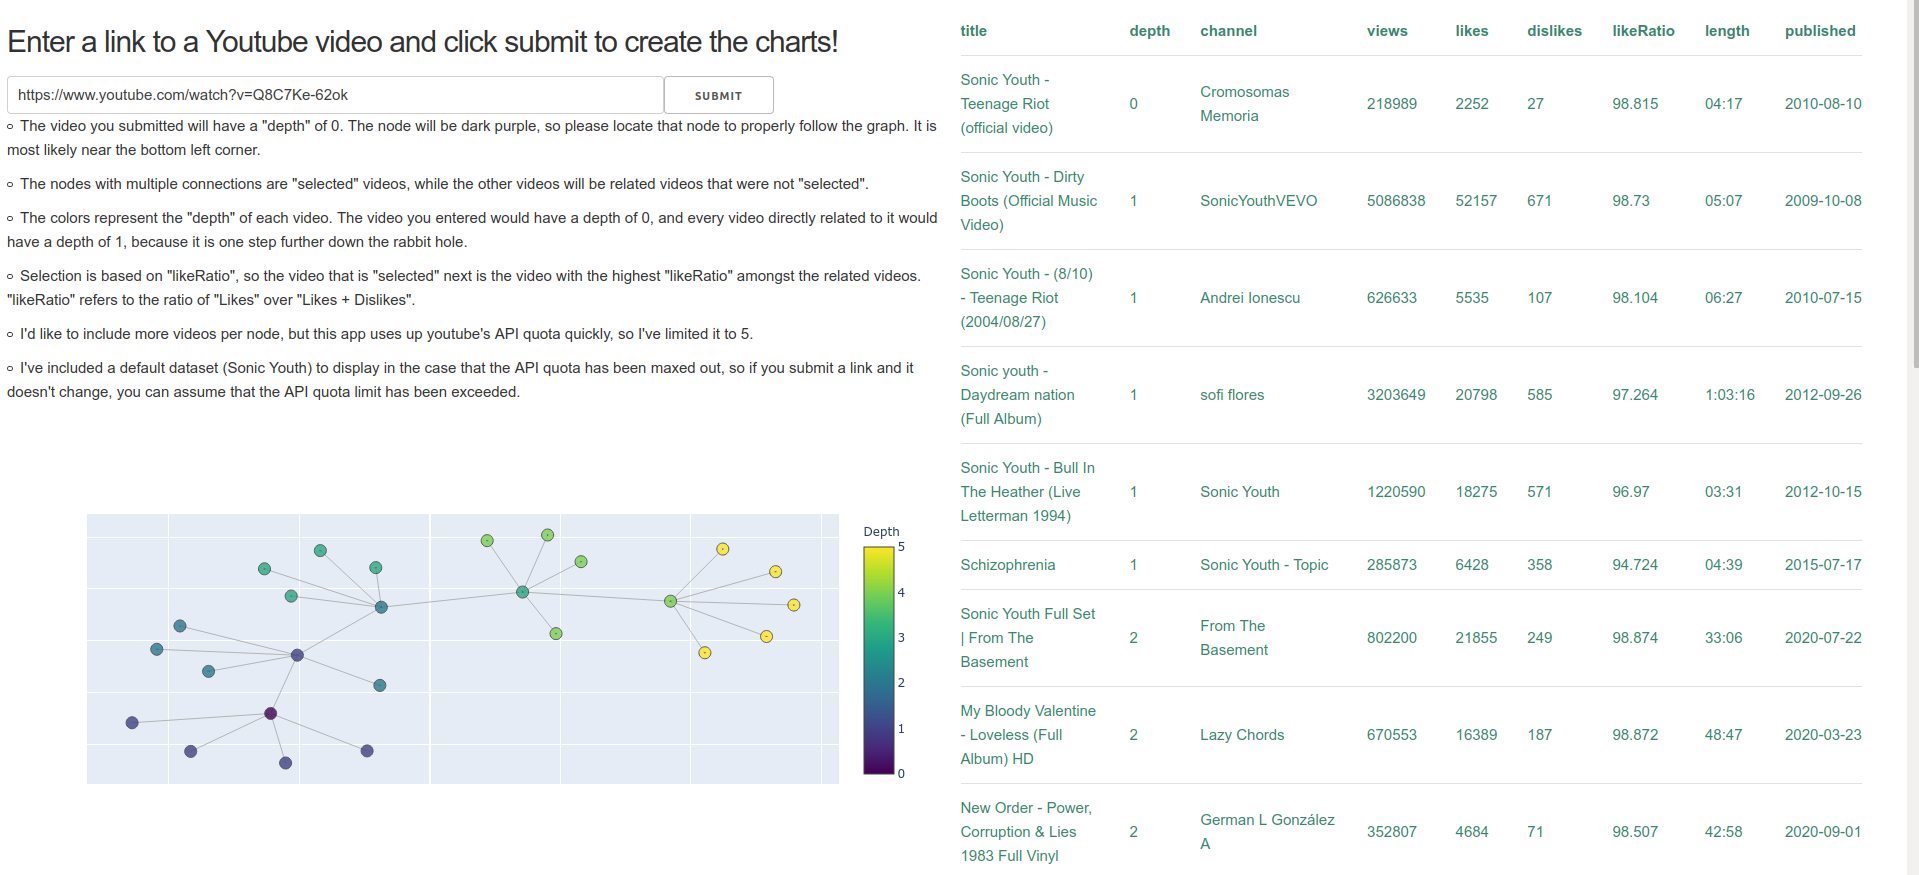 Enter a link to a Youtube video and click submit to create the charts!
https://www.youtube.com/watch?v=Q8C7Ke-62ok SUBMIT
The video you submitted will have a "depth" of 0. The node will be dark purple, so please locate that node to properly follow the graph. It is
most likely near the bottom left corner.
The nodes with multiple connections are "selected" videos, while the other videos will be related videos that were not "selected".
The colors represent the "depth" of each video. The video you entered would have a depth of 0, and every video directly related to it would
have a depth of 1, because it is one step further down the rabbit hole.
Selection is based on "likeRatio", so the video that is "selected" next is the video with the highest "likeRatio" amongst the related videos.
"likeRatio" refers to the ratio of "Likes" over "Likes + Dislikes".
I'd like to include more videos per node, but this app uses up youtube's API quota quickly, so I've limited it to 5.
I've included a default dataset (Sonic Youth) to display in the case that the API quota has been maxed out, so if you submit a link and it
doesn't change, you can assume that the API quota limit has been exceeded.
Depth
5
4
3
2
1
0
title depth channel views likes dislikes likeRatio length published
Sonic Youth -
Teenage Riot
(official video)
0
Cromosomas
Memoria
218989 2252 27 98.815 04:17 2010-08-10
Sonic Youth - Dirty
Boots (Official Music
Video)
1 SonicYouthVEVO 5086838 52157 671 98.73 05:07 2009-10-08
Sonic Youth - (8/10)
- Teenage Riot
(2004/08/27)
1 Andrei Ionescu 626633 5535 107 98.104 06:27 2010-07-15
Sonic youth -
Daydream nation
(Full Album)
1 sofi flores 3203649 20798 585 97.264 1:03:16 2012-09-26
Sonic Youth - Bull In
The Heather (Live
Letterman 1994)
1 Sonic Youth 1220590 18275 571 96.97 03:31 2012-10-15
Schizophrenia 1 Sonic Youth - Topic 285873 6428 358 94.724 04:39 2015-07-17
Sonic Youth Full Set
| From The
Basement
2
From The
Basement
802200 21855 249 98.874 33:06 2020-07-22
My Bloody Valentine
- Loveless (Full
Album) HD
2 Lazy Chords 670553 16389 187 98.872 48:47 2020-03-23
New Order - Power,
Corruption & Lies
1983 Full Vinyl
2
German L González
A
352807 4684 71 98.507 42:58 2020-09-01